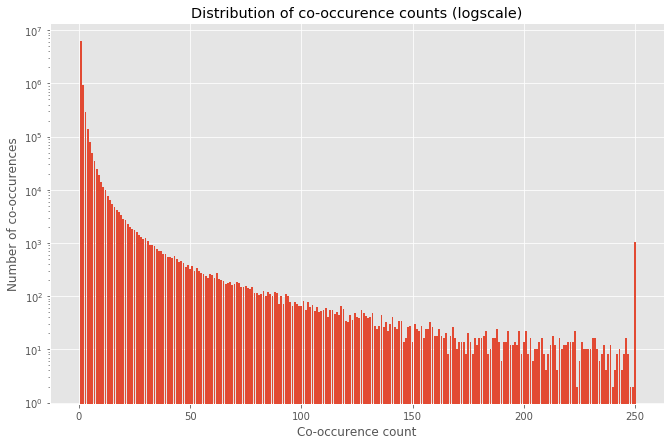 Distribution of co-occurence counts (logscale)
Number of co-occurences
10⁷
10⁶
10⁵
10⁴
10³
10²
10¹
10⁰
0 50 100 150 200 250
Co-occurence count